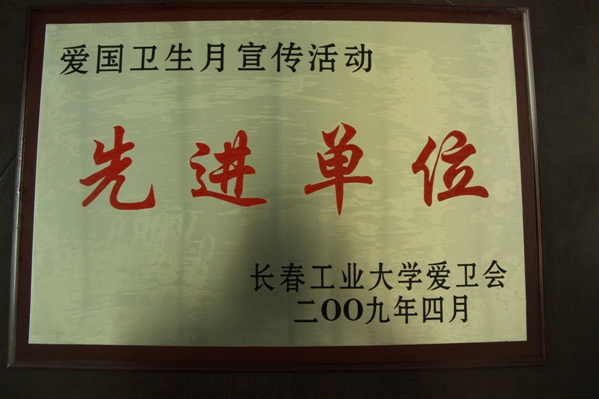 爱国卫生月宣传活动
先进单位
长春工业大学爱卫会
二OO九年四月